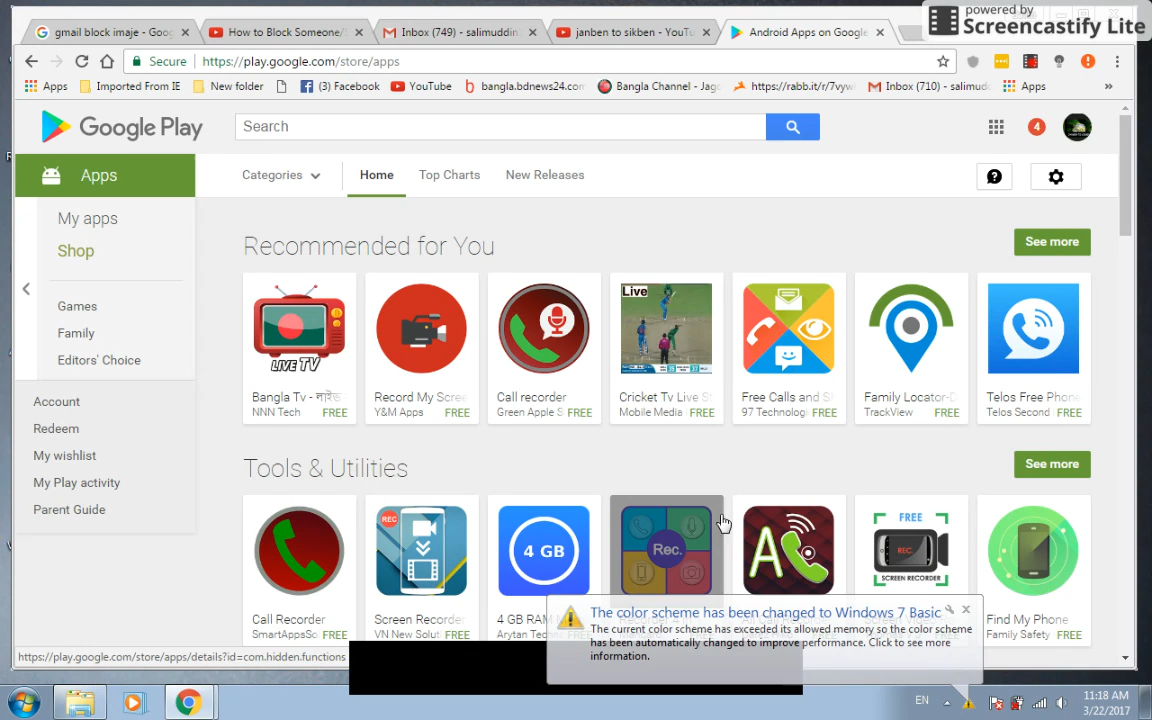 powered by
Screencastify Lite
gmail block imaje - Goog
How to Block Someone/
Inbox (749) - salimuddin
janben to sikben - YouTu
Android Apps on Google
Secure
https://play.google.com/store/apps
Apps
Imported From IE
New folder
(3) Facebook
YouTube
bangla.bdnews24.com
Bangla Channel - Jago
https://rabb.it/r/7vyw
Inbox (710) - salimud
Apps
»
Google Play
Search
4
Apps
Categories
Home
Top Charts
New Releases
My apps
Shop
Games
Family
Editors' Choice
Account
Redeem
My wishlist
My Play activity
Parent Guide
Recommended for You
See more
LIVE TV
Live
Bangla Tv - লাইভ
NNN Tech
FREE
Record My Scree
Y&M Apps
FREE
Call recorder
Green Apple S
FREE
Cricket Tv Live St
Mobile Media
FREE
Free Calls and S
97 Technolog
FREE
Family Locator-
TrackView
FREE
Telos Free Phon
Telos Second
FREE
Tools & Utilities
See more
REC
4 GB
Rec.
A
FREE
REC.
SCREEN RECORDER
Call Recorder
SmartAppsSo
FREE
Screen Recorder
VN New Soluti
FREE
4 GB RAM
Arytan Techn
Find My Phone
Family Safety
FREE
The color scheme has been changed to Windows 7 Basic
The current color scheme has exceeded its allowed memory so the color scheme
has been automatically changed to improve performance. Click to see more
information.
https://play.google.com/store/apps/details?id=com.hidden.functions
EN
11:18 AM
3/22/2017